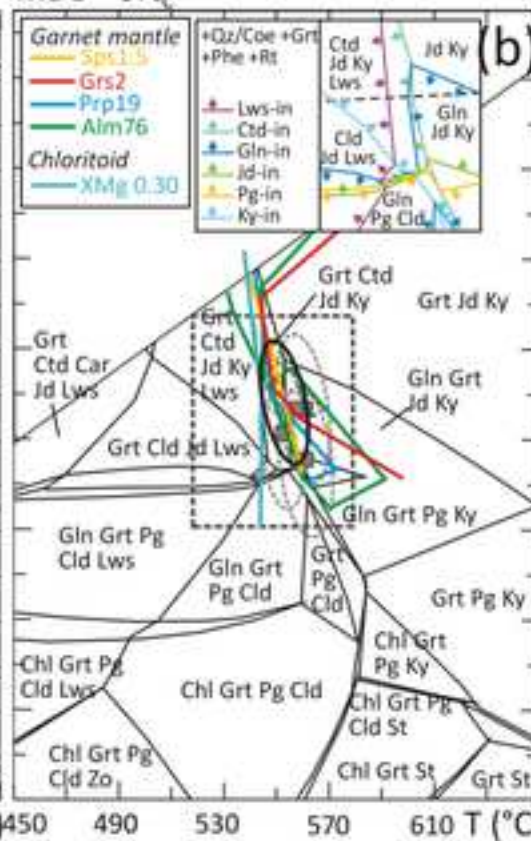 Garnet mantle
Sps1.5
Grs2
Prp19
Alm76
Chloritoid
XMg 0.30
+Qz/Coe +Grt
+Phe +Rt
Lws-in
Ctd-in
Gln-in
Jd-in
Pg-in
Ky-in
Ctd
Jd Ky
Lws
Jd Ky
Gln
Jd Ky
Cld
Jd Lws
Gln
Pg Cld
(b)
Grt Ctd
Jd Ky
Grt Jd Ky
Grt
Ctd
Jd Ky
Lws
Grt
Ctd Car
Jd Lws
Gln Grt
Jd Ky
Grt Cld Jd Lws
Gln Grt Pg Ky
Gln Grt Pg
Cld Lws
Gln Grt
Pg Cld
Grt
Pg
Cld
Grt Pg Ky
Chl Grt Pg
Cld Lws
Chl Grt Pg Cld
Chl Grt
Pg Ky
Chl Grt Pg
Cld St
Chl Grt Pg
Cld Zo
Chl Grt St
Grt St
450 490 530 570 610 T (°C